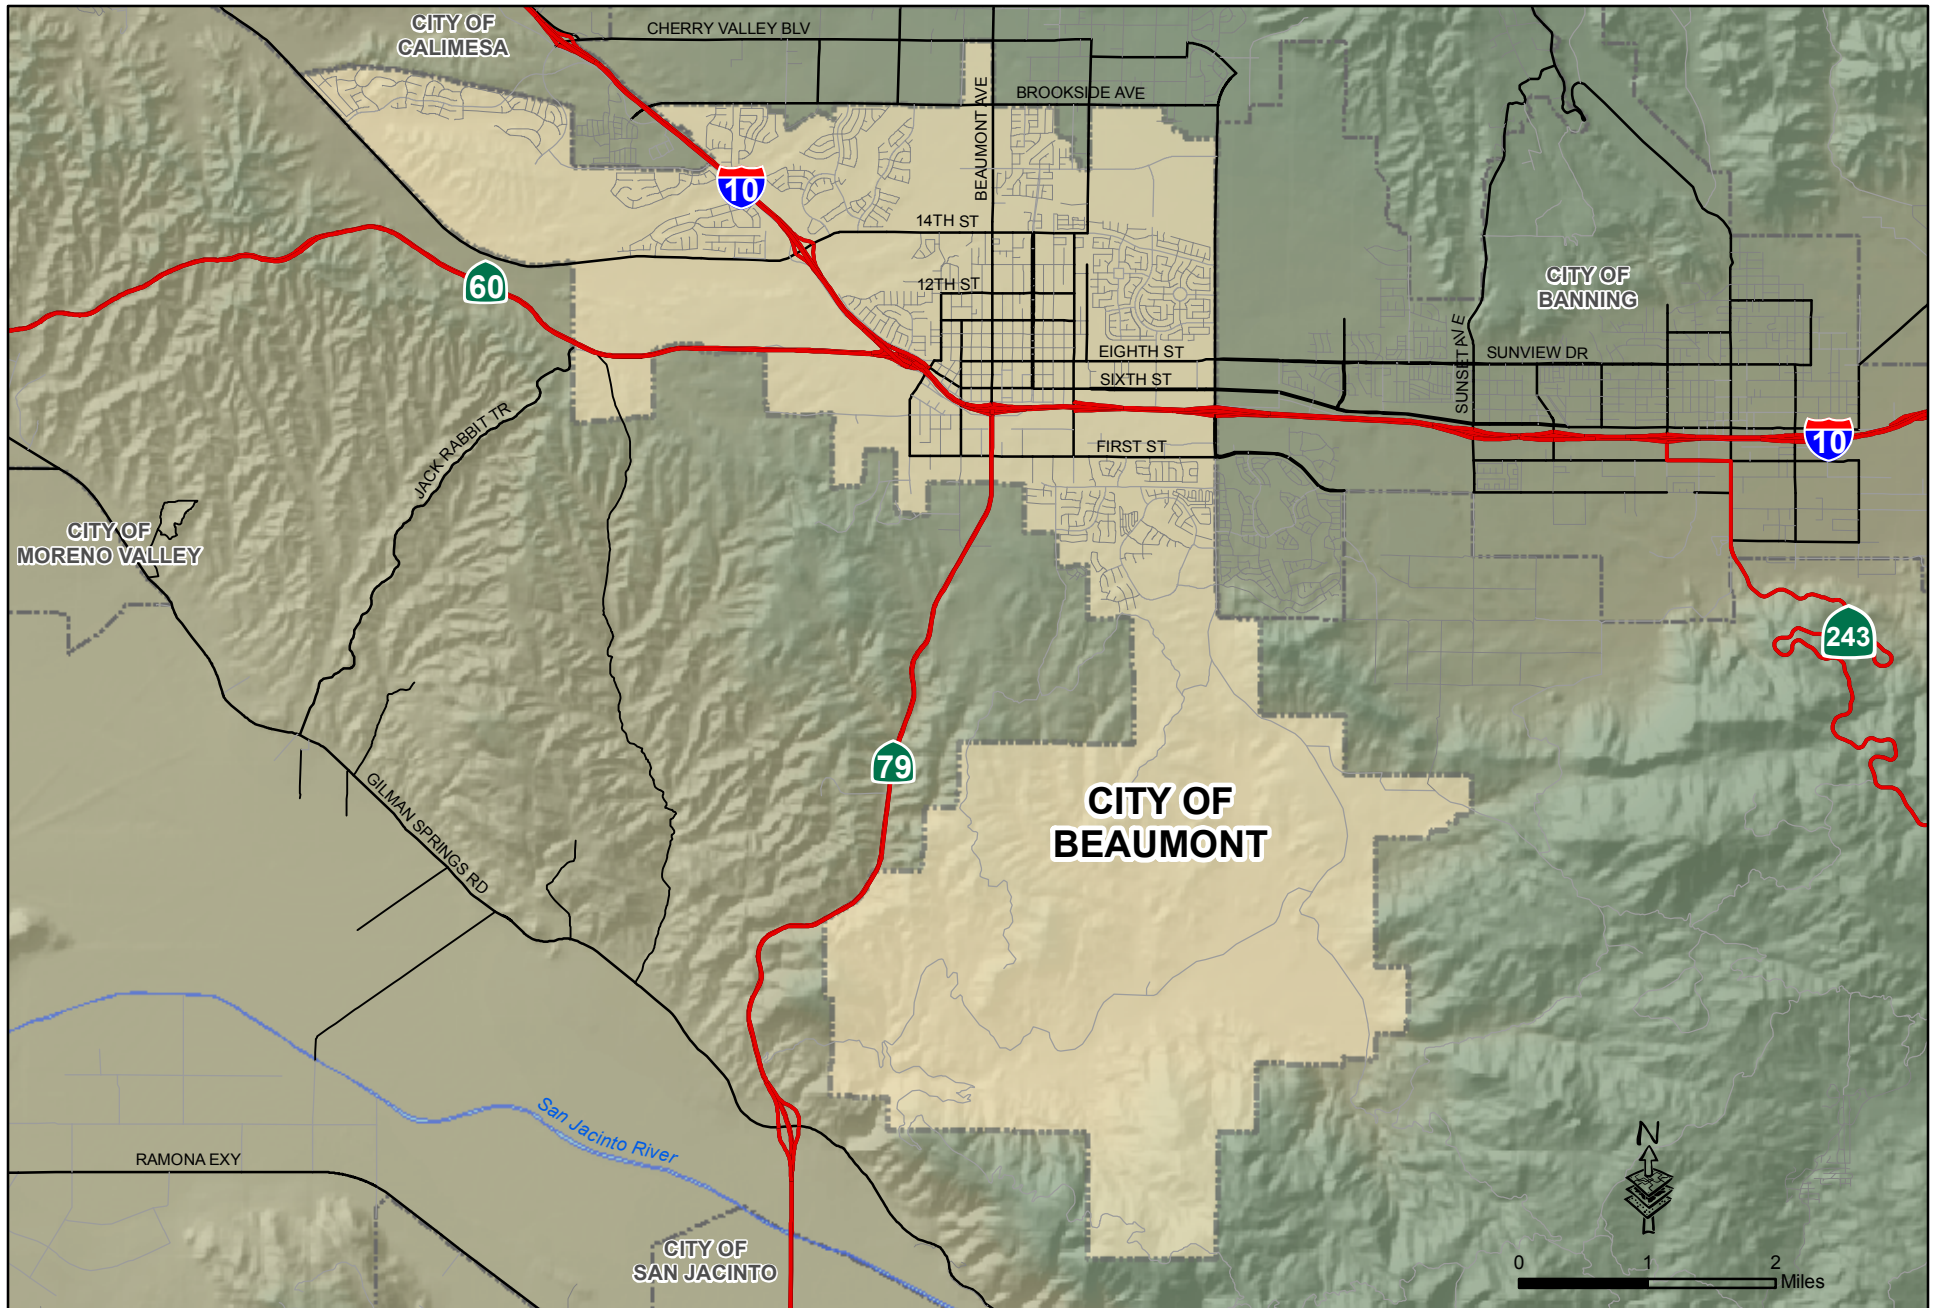 CITY OF
CALIMESA
CHERRY VALLEY BLV
BEAUMONT AVE
BROOKSIDE AVE
10
14TH ST
60
12TH ST
CITY OF
BANNING
SUNSET AVE
EIGHTH ST
SUNVIEW DR
SIXTH ST
JACK RABBIT TR
FIRST ST
10
CITY OF
MORENO VALLEY
243
79
CITY OF
BEAUMONT
GILMAN SPRINGS RD
San Jacinto River
RAMONA EXY
N
CITY OF
SAN JACINTO
0 1 2
Miles